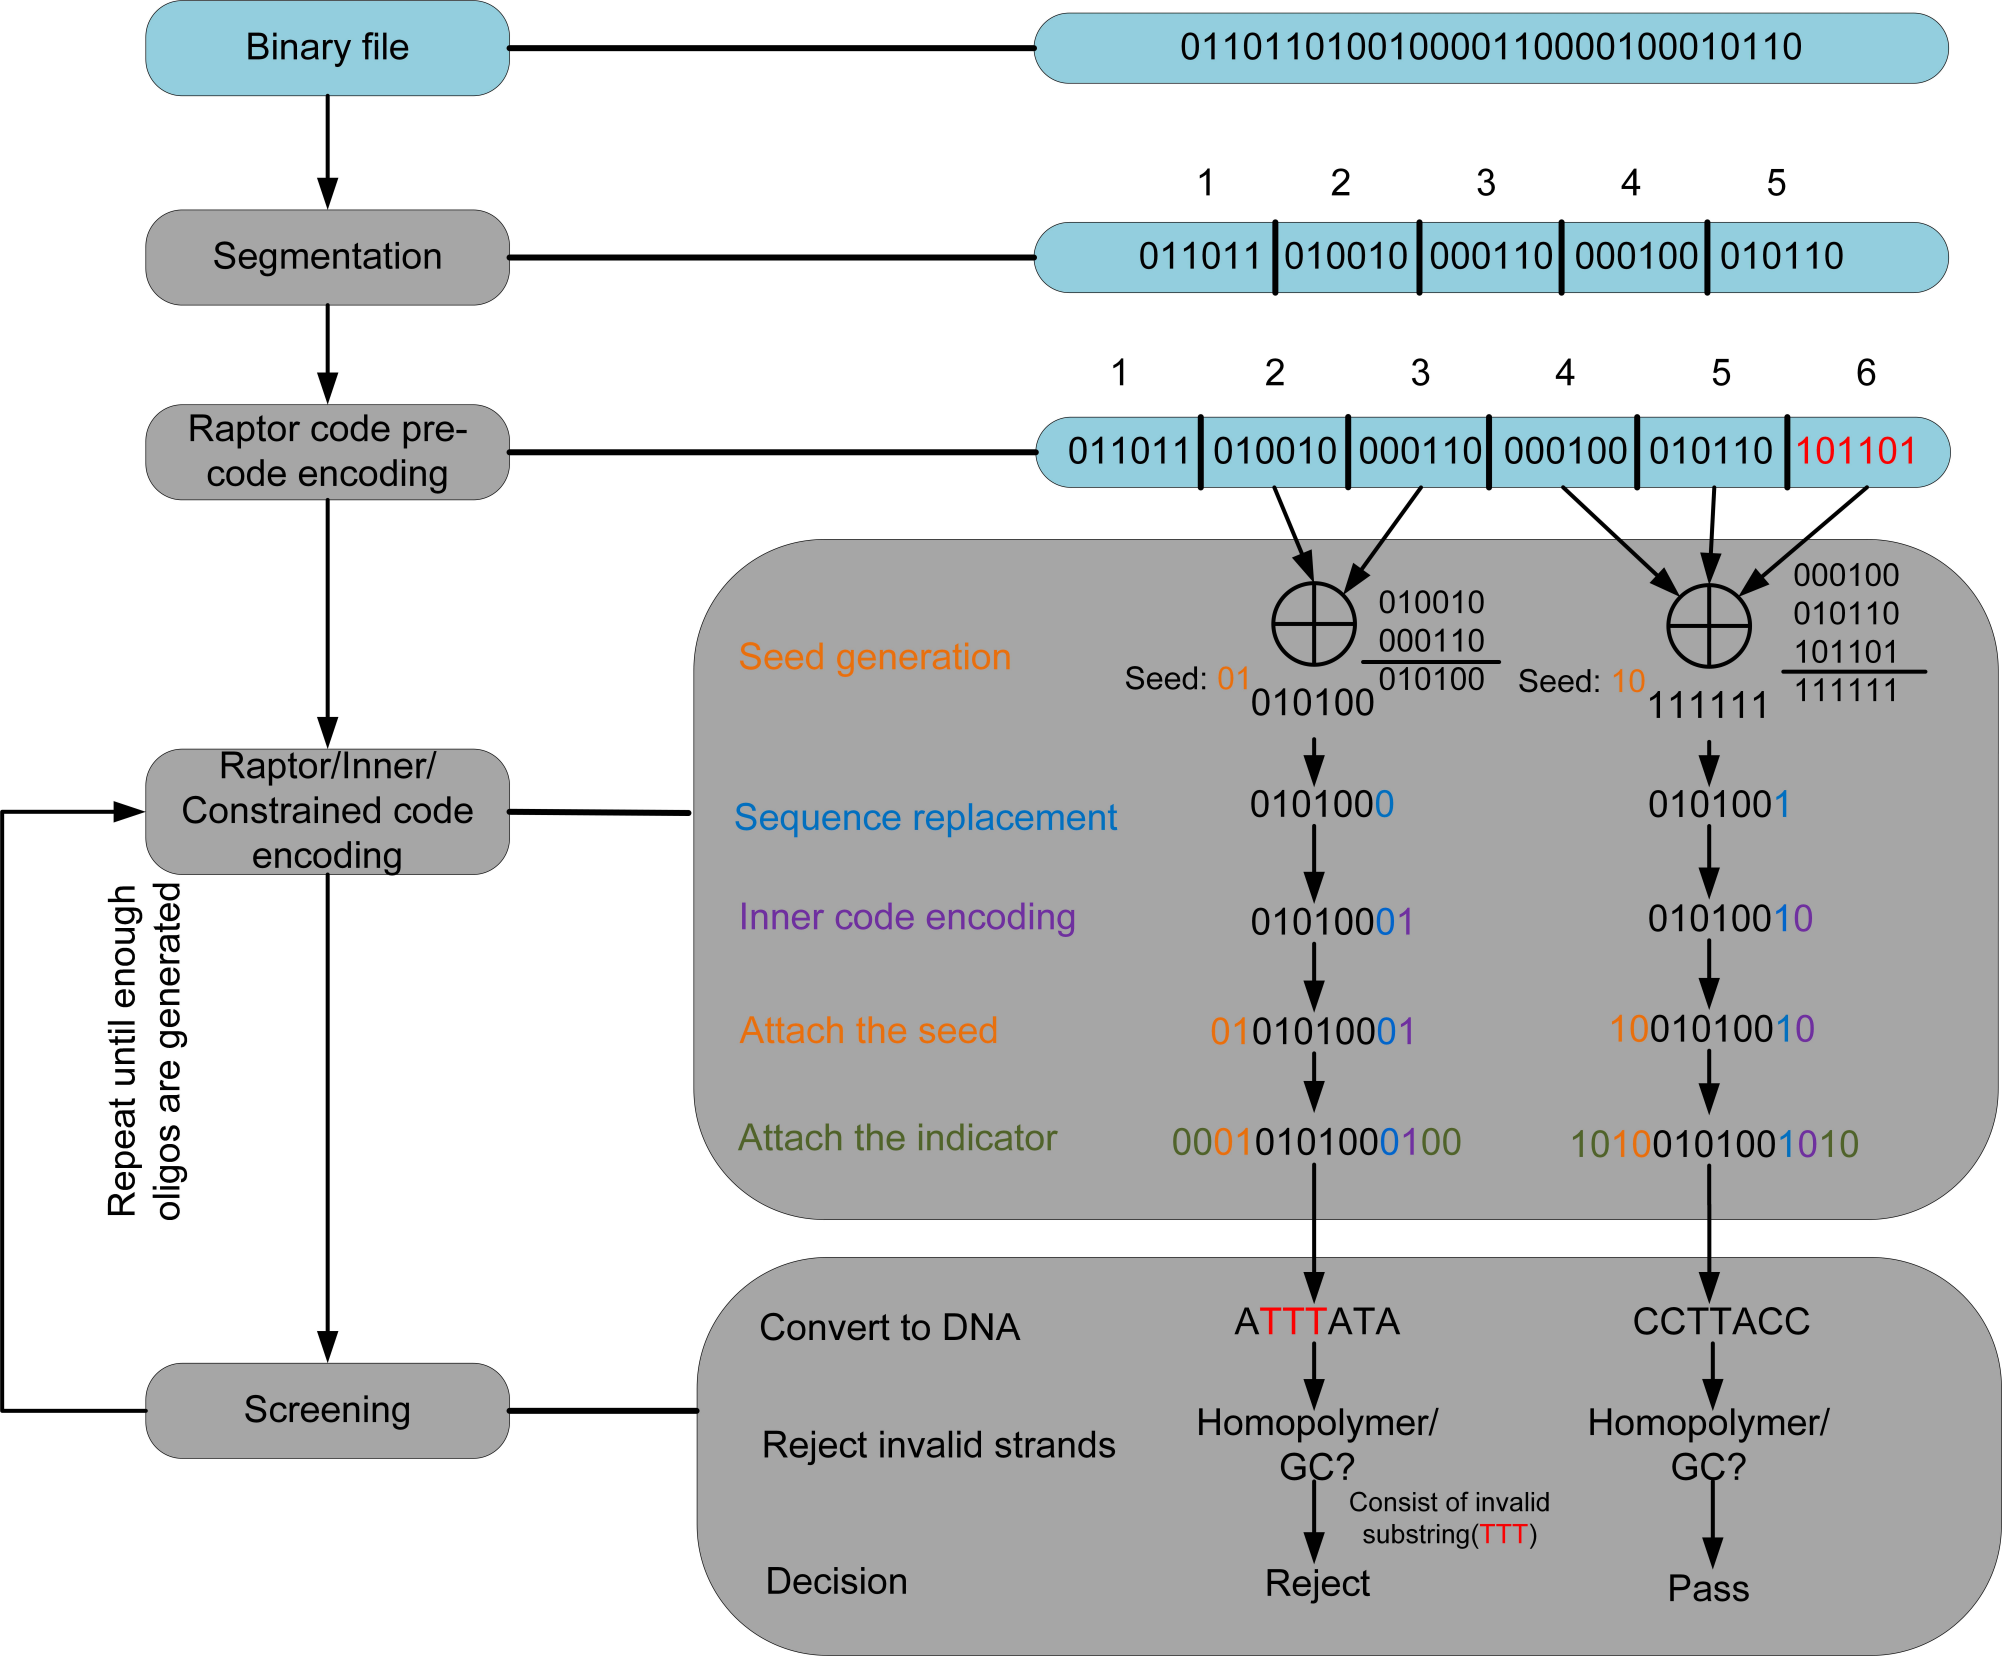 Binary file
011011010010000110000100010110
1 2 3 4 5
Segmentation
011011 010010 000110 000100 010110
1 2 3 4 5 6
Raptor code pre-
code encoding
011011 010010 000110 000100 010110 101101
Seed generation
Seed: 01
010010
000110
010100
010100
Seed: 10
000100
010110
101101
111111
111111
Raptor/Inner/
Constrained code
encoding
Sequence replacement
0101000
0101001
Inner code encoding
01010001
01010010
Attach the seed
0101010001
1001010010
Attach the indicator
00010101000100
10100101001010
Repeat until enough
oligos are generated
Screening
Convert to DNA
ATTTATA
CCTTACC
Reject invalid strands
Homopolymer/
GC?
Homopolymer/
GC?
Consist of invalid
substring(TTT)
Decision
Reject
Pass